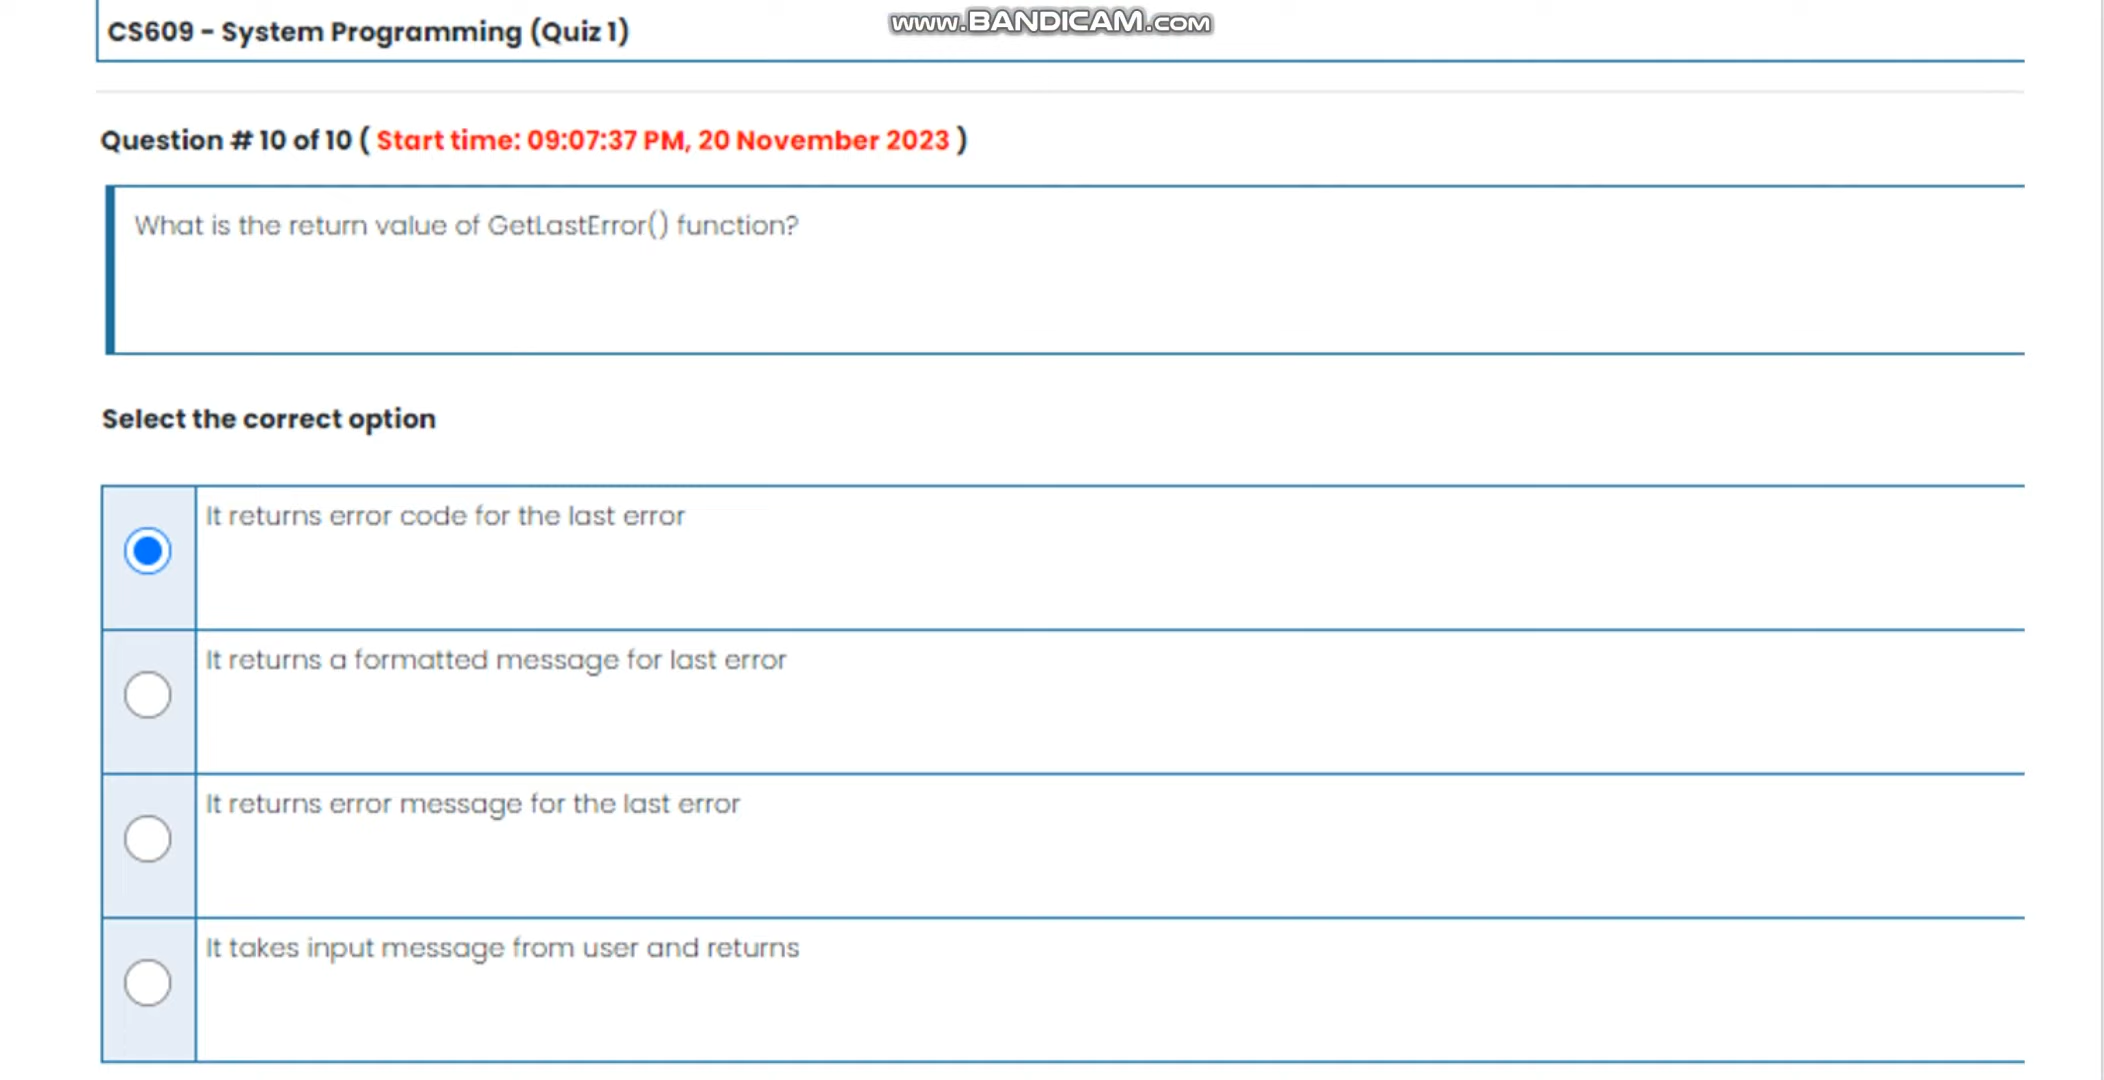 CS609 - System Programming (Quiz 1)
www.BANDICAM.com
Question # 10 of 10 ( Start time: 09:07:37 PM, 20 November 2023 )
What is the return value of GetLastError() function?
Select the correct option
It returns error code for the last error
It returns a formatted message for last error
It returns error message for the last error
It takes input message from user and returns